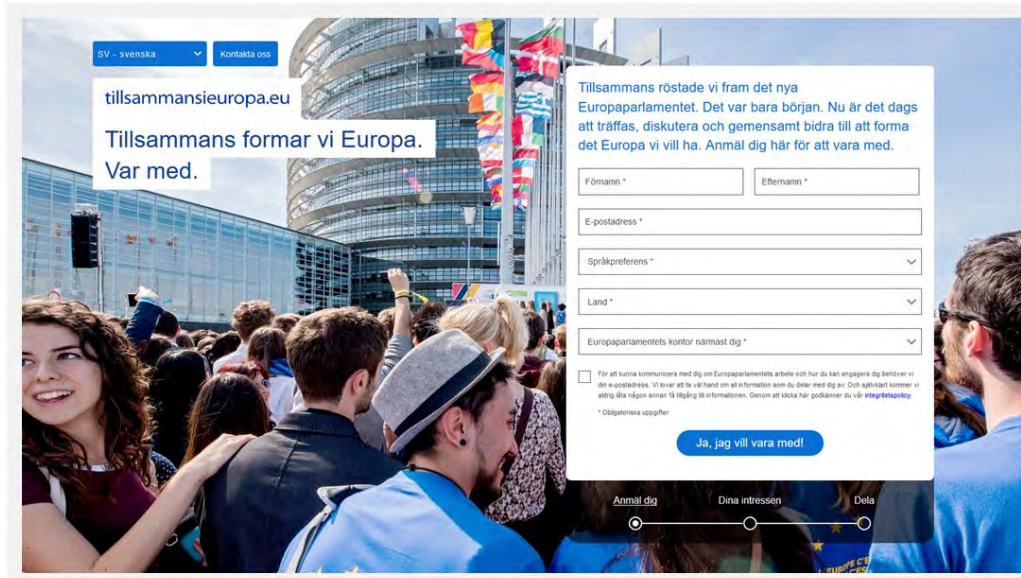 SV - svenska
Kontakta oss
tillsammansieuropa.eu
Tillsammans formar vi Europa.
Var med.
Tillsammans röstade vi fram det nya
Europaparlamentet. Det var bara början. Nu är det dags
att träffas, diskutera och gemensamt bidra till att forma
det Europa vi vill ha. Anmäl dig här för att vara med.
Förnamn *
Efternamn *
E-postadress *
Språkpreferens *
Land *
Europaparlamentets kontor närmast dig *
För att kunna kommunicera med dig om Europaparlamentets arbete och hur du kan engagera dig behöver vi
din e-postadress. Vi lovar att ta väl hand om all information som du delar med dig av. Och självklart kommer vi
aldrig låta någon annan få tillgång till informationen. Genom att klicka här godkänner du vår integritetspolicy.
* Obligatoriska uppgifter
Ja, jag vill vara med!
Anmäl dig
Dina intressen
Dela